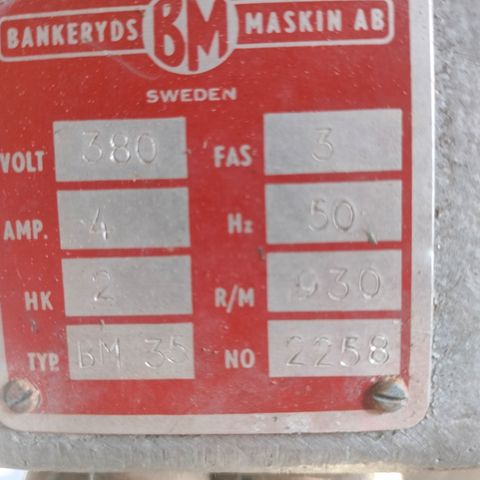 BANKERYDS BM MASKIN AB
SWEDEN
VOLT 380 FAS 3
AMP. 4 Hz 50
HK 2 R/M 930
TYP. BM 35 NO 2258